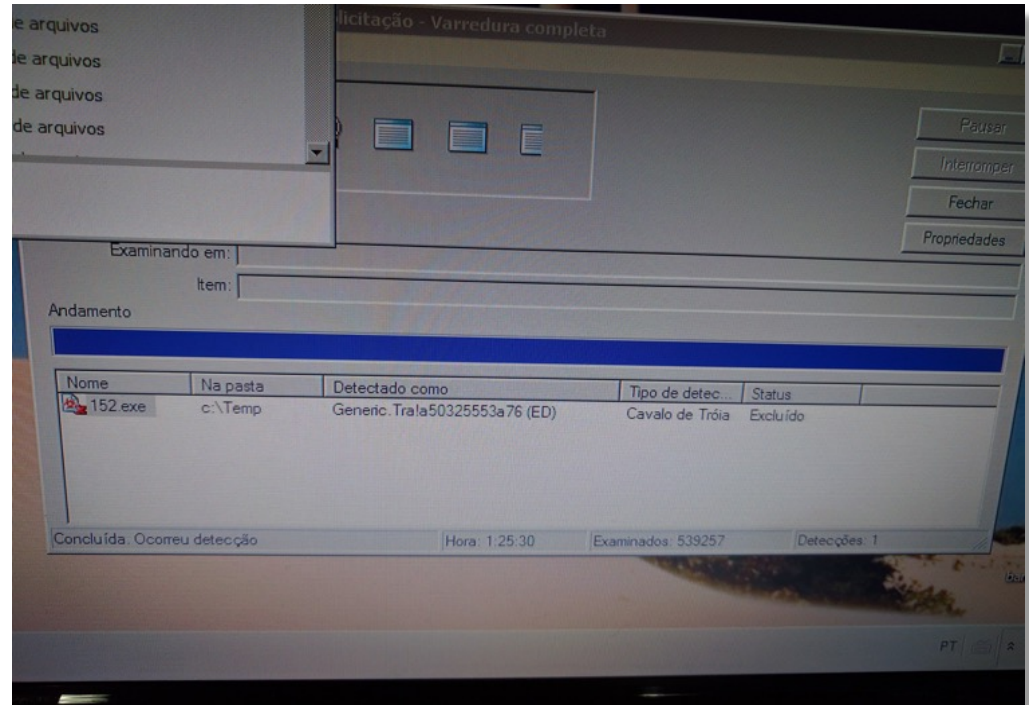 e arquivos
de arquivos
de arquivos
de arquivos
licitação - Varredura completa
Pausar
Interromper
Fechar
Propriedades
Examinando em:
Item:
Andamento
Nome Na pasta Detectado como Tipo de detec... Status
152.exe c:\Temp Generic.Tra!a50325553a76 (ED) Cavalo de Tróia Excluído
Concluída. Ocorreu detecção Hora: 1:25:30 Examinados: 539257 Detecções: 1
PT